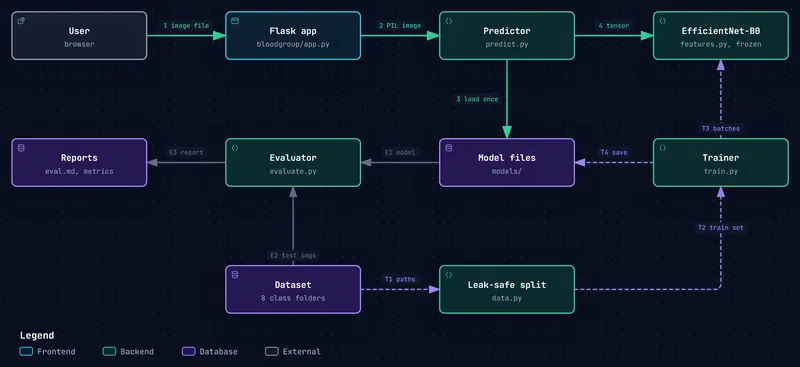 User
browser
1 image file
Flask app
bloodgroup/app.py
2 PIL image
Predictor
predict.py
4 tensor
EfficientNet-B0
features.py, frozen
3 load once
T3 batches
Reports
eval.md, metrics
E3 report
Evaluator
evaluate.py
E1 model
Model files
models/
T4 save
Trainer
train.py
T2 train set
E2 test imgs
Dataset
8 class folders
T1 paths
Leak-safe split
data.py
Legend
Frontend
Backend
Database
External